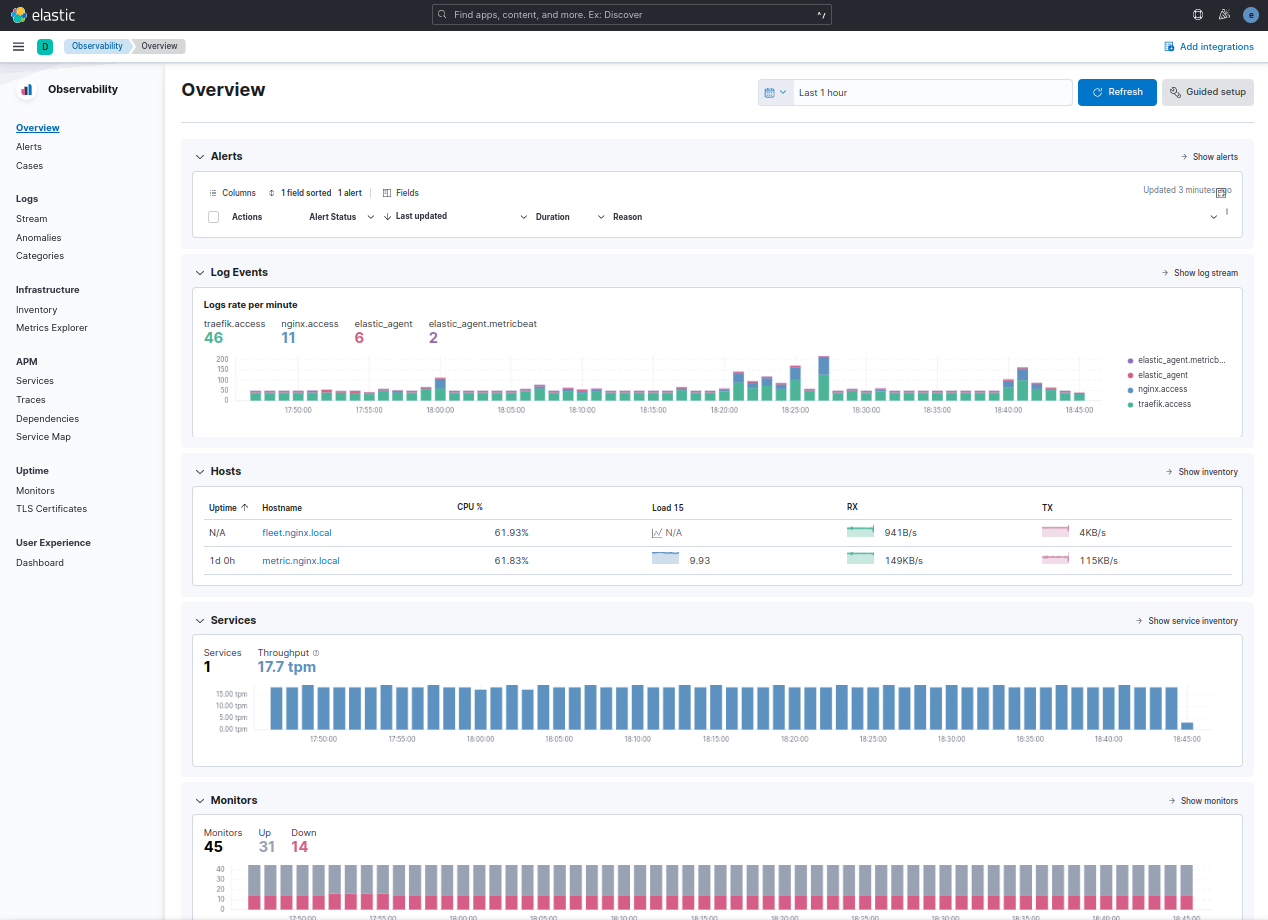 elastic
Find apps, content, and more. Ex: Discover
^/
e
D
Observability
Overview
Add integrations
Observability
Overview
Alerts
Cases
Logs
Stream
Anomalies
Categories
Infrastructure
Inventory
Metrics Explorer
APM
Services
Traces
Dependencies
Service Map
Uptime
Monitors
TLS Certificates
User Experience
Dashboard
Overview
Last 1 hour
Refresh
Guided setup
Alerts
Show alerts
Columns 1 field sorted 1 alert Fields
Updated 3 minutes
Actions Alert Status Last updated Duration Reason
Log Events
Show log stream
Logs rate per minute
traefik.access nginx.access elastic_agent elastic_agent.metricbeat
46 11 6 2
200
150
100
50
0
17:50:00 17:55:00 18:00:00 18:05:00 18:10:00 18:15:00 18:20:00 18:25:00 18:30:00 18:35:00 18:40:00 18:45:00
elastic_agent.metricb...
elastic_agent
nginx.access
traefik.access
Hosts
Show inventory
Uptime Hostname CPU % Load 15 RX TX
N/A fleet.nginx.local 61.93% N/A 941B/s 4KB/s
1d 0h metric.nginx.local 61.83% 9.93 149KB/s 115KB/s
Services
Show service inventory
Services Throughput
1 17.7 tpm
15.00 tpm
10.00 tpm
5.00 tpm
0.00 tpm
17:50:00 17:55:00 18:00:00 18:05:00 18:10:00 18:15:00 18:20:00 18:25:00 18:30:00 18:35:00 18:40:00 18:45:00
Monitors
Show monitors
Monitors Up Down
45 31 14
40
30
20
10
0
17:50:00 17:55:00 18:00:00 18:05:00 18:10:00 18:15:00 18:20:00 18:25:00 18:30:00 18:35:00 18:40:00 18:45:00